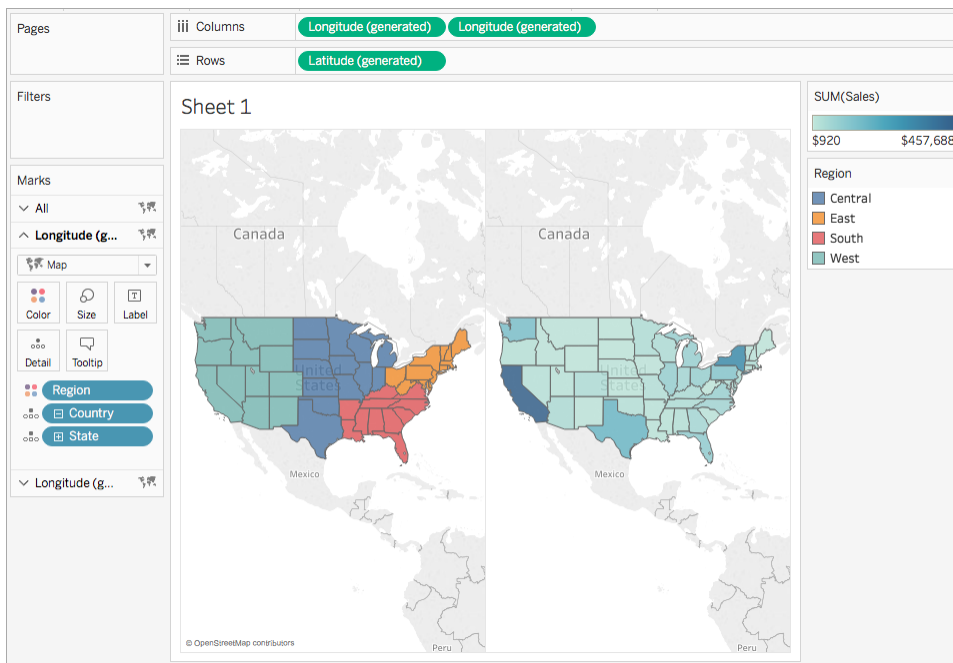 Pages
Columns
Longitude (generated) Longitude (generated)
Rows
Latitude (generated)
Filters
Marks
All
Longitude (g...
Map
Color Size Label
Detail Tooltip
Region
Country
State
Longitude (g...
Sheet 1
Canada
United
States
Mexico
Peru
© OpenStreetMap contributors
Canada
United
States
Mexico
Peru
SUM(Sales)
$920 $457,688
Region
Central
East
South
West